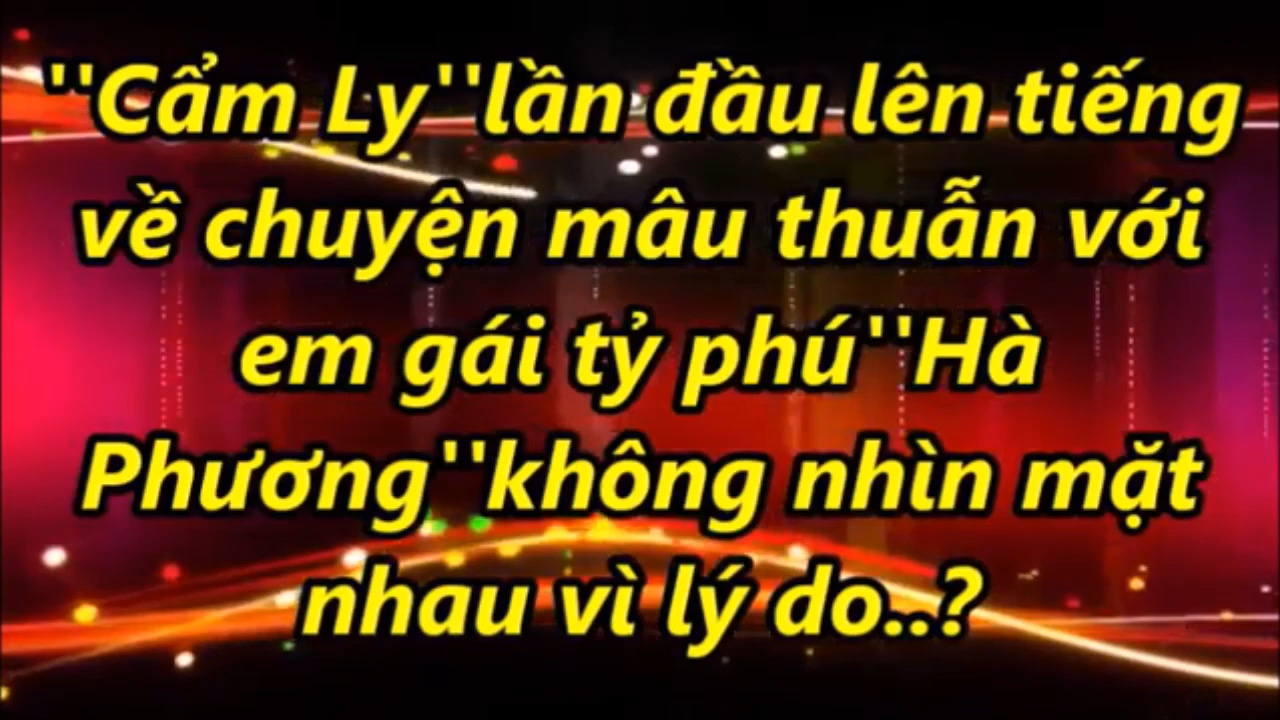 ''Cẩm Ly''lần đầu lên tiếng
về chuyện mâu thuẫn với
em gái tỷ phú''Hà
Phương''không nhìn mặt
nhau vì lý do..?